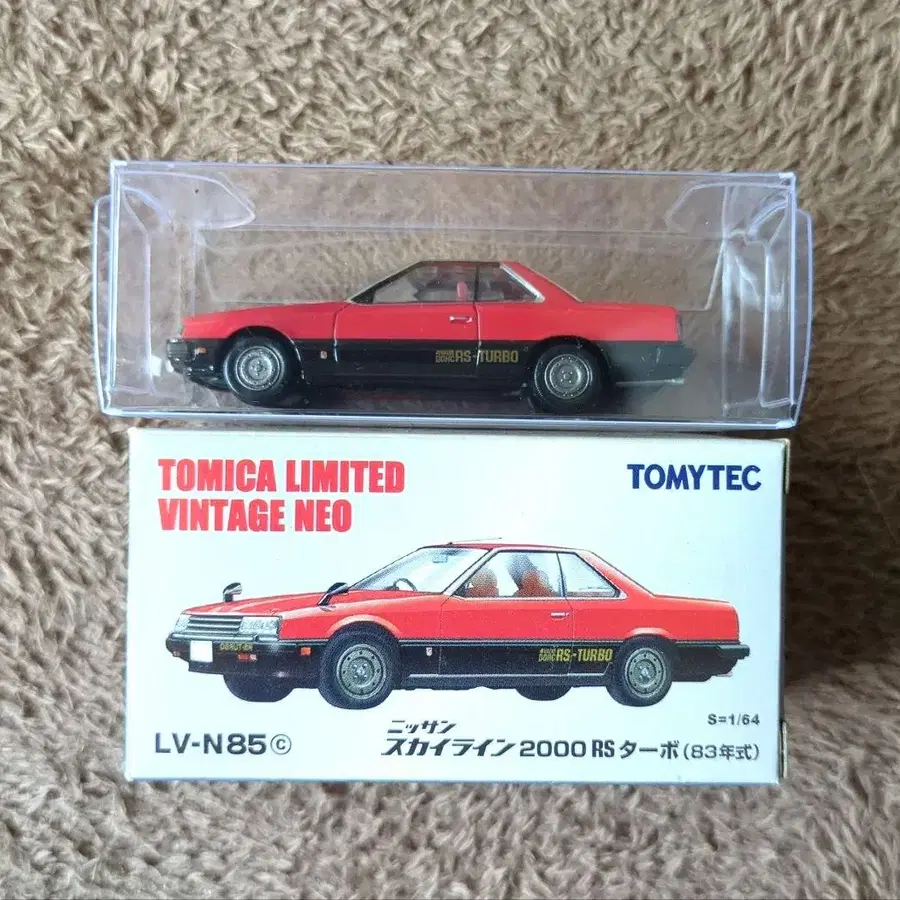 RS-TURBO
TOMICA LIMITED
VINTAGE NEO
TOMYTEC
DOHC RS-TURBO
S=1/64
LV-N85ⓒ
ニッサン
スカイライン 2000 RS ターボ (83年式)